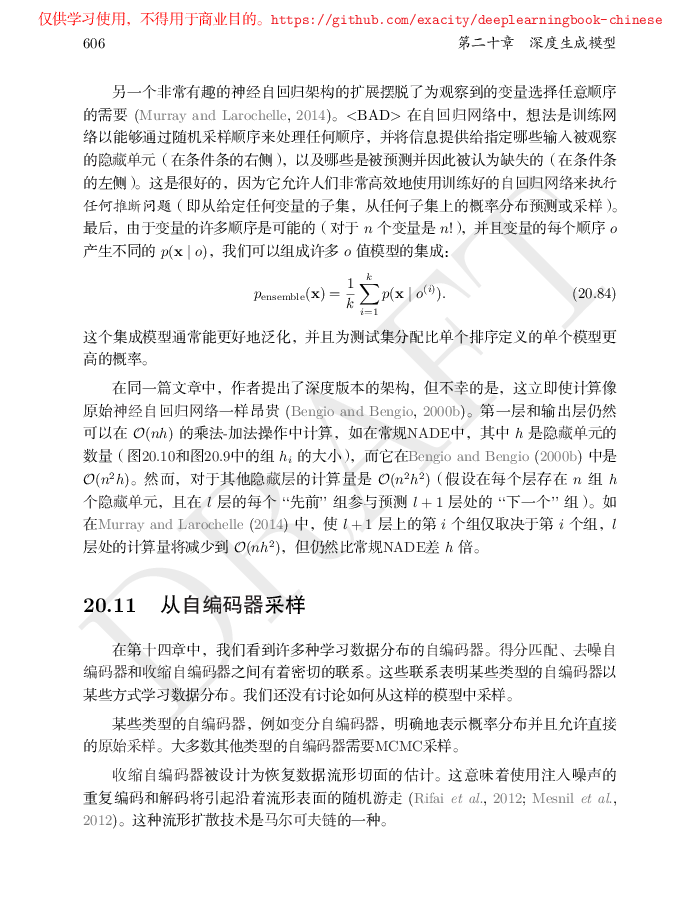 仅供学习使用，不得用于商业目的。https://github.com/exacity/deeplearningbook-chinese
606 第二十章 深度生成模型
另一个非常有趣的神经自回归架构的扩展摆脱了为观察到的变量选择任意顺序
的需要 (Murray and Larochelle, 2014)。<BAD> 在自回归网络中，想法是训练网
络以能够通过随机采样顺序来处理任何顺序，并将信息提供给指定哪些输入被观察
的隐藏单元（在条件条的右侧），以及哪些是被预测并因此被认为缺失的（在条件条
的左侧）。这是很好的，因为它允许人们非常高效地使用训练好的自回归网络来执行
任何推断问题（即从给定任何变量的子集，从任何子集上的概率分布预测或采样）。
最后，由于变量的许多顺序是可能的（对于 n 个变量是 n!），并且变量的每个顺序 o
产生不同的 p(x | o)，我们可以组成许多 o 值模型的集成：
p_ensemble(x) = \frac{1}{k} \sum_{i=1}^{k} p(x | o^{(i)}). (20.84)
这个集成模型通常能更好地泛化，并且为测试集分配比单个排序定义的单个模型更
高的概率。
在同一篇文章中，作者提出了深度版本的架构，但不幸的是，这立即使计算像
原始神经自回归网络一样昂贵 (Bengio and Bengio, 2000b)。第一层和输出层仍然
可以在 O(nh) 的乘法-加法操作中计算，如在常规NADE中，其中 h 是隐藏单元的
数量（图20.10和图20.9中的组 h_i 的大小），而它在Bengio and Bengio (2000b) 中是
O(n²h)。然而，对于其他隐藏层的计算量是 O(n²h²)（假设在每个层存在 n 组 h
个隐藏单元，且在 l 层的每个 “先前” 组参与预测 l + 1 层处的 “下一个” 组）。如
在Murray and Larochelle (2014) 中，使 l + 1 层上的第 i 个组仅取决于第 i 个组，l
层处的计算量将减少到 O(nh²)，但仍然比常规NADE差 h 倍。
20.11 从自编码器采样
在第十四章中，我们看到许多种学习数据分布的自编码器。得分匹配、去噪自
编码器和收缩自编码器之间有着密切的联系。这些联系表明某些类型的自编码器以
某些方式学习数据分布。我们还没有讨论如何从这样的模型中采样。
某些类型的自编码器，例如变分自编码器，明确地表示概率分布并且允许直接
的原始采样。大多数其他类型的自编码器需要MCMC采样。
收缩自编码器被设计为恢复数据流形切面的估计。这意味着使用注入噪声的
重复编码和解码将引起沿着流形表面的随机游走 (Rifai et al., 2012; Mesnil et al.,
2012)。这种流形扩散技术是马尔可夫链的一种。
DRAFT